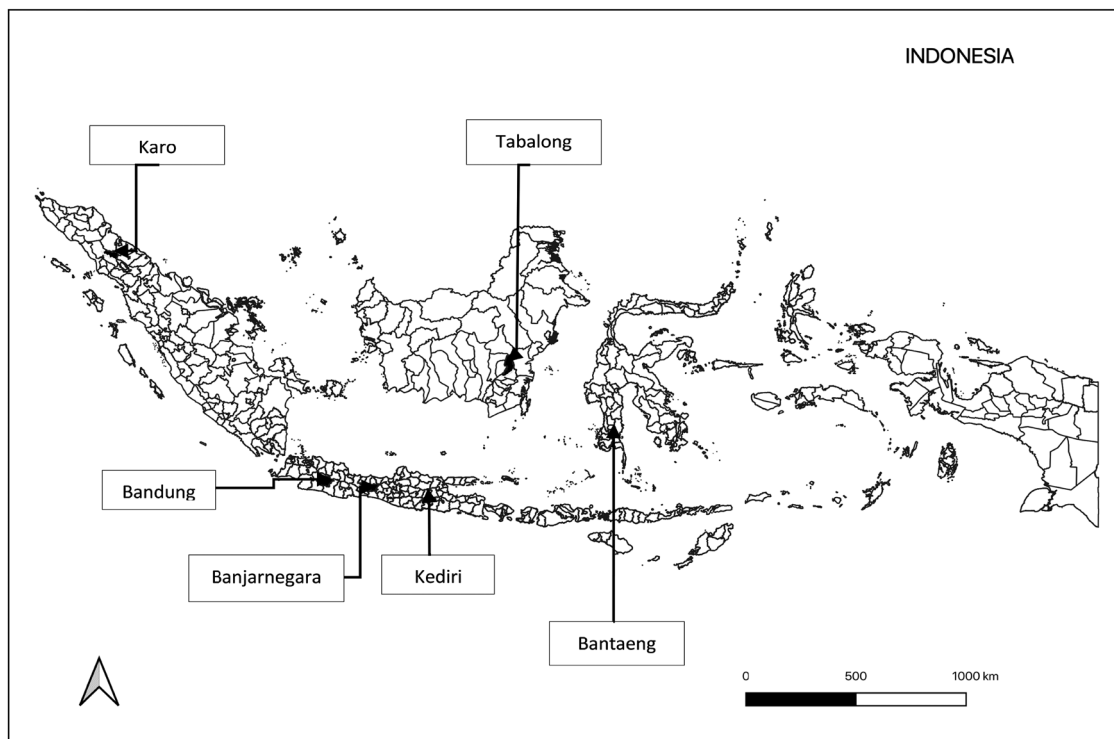 INDONESIA
Tabalong
Karo
Bandung
Banjarnegara
Kediri
Bantaeng
0 500 1000 km